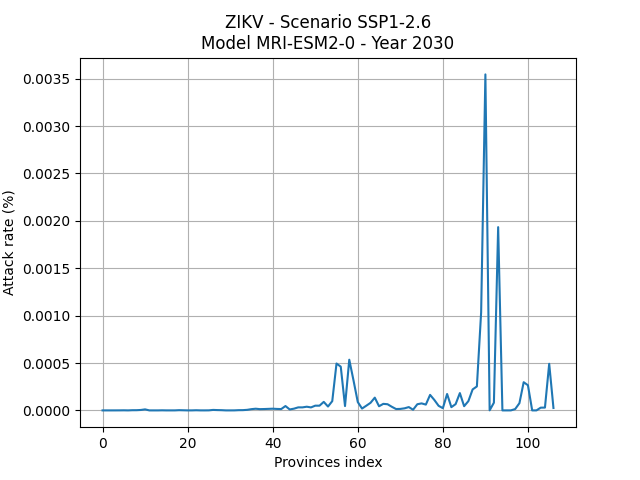 ZIKV - Scenario SSP1-2.6
Model MRI-ESM2-0 - Year 2030
0.0035
0.0030
0.0025
0.0020
0.0015
0.0010
0.0005
0.0000
Attack rate (%)
0 20 40 60 80 100
Provinces index